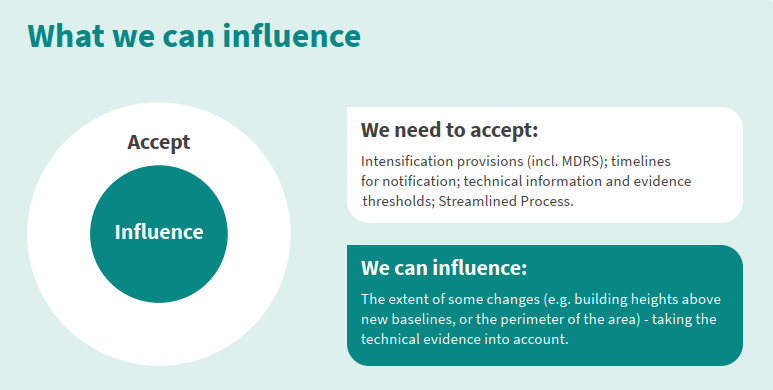 What we can influence
Accept
Influence
We need to accept:
Intensification provisions (incl. MDRS); timelines
for notification; technical information and evidence
thresholds; Streamlined Process.
We can influence:
The extent of some changes (e.g. building heights above
new baselines, or the perimeter of the area) - taking the
technical evidence into account.